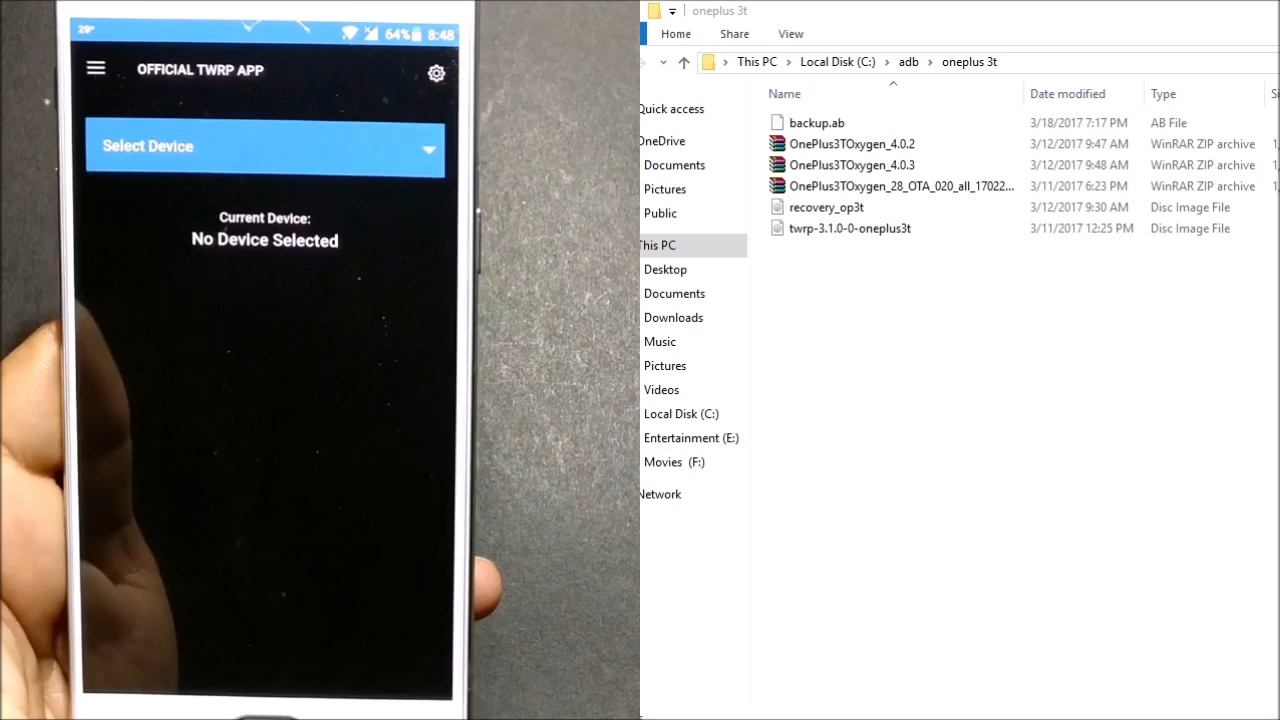 29°
64%
8:48
OFFICIAL TWRP APP
Select Device
Current Device:
No Device Selected
oneplus 3t
Home Share View
This PC > Local Disk (C:) > adb > oneplus 3t
Name Date modified Type
Quick access
OneDrive
Documents
Pictures
Public
This PC
Desktop
Documents
Downloads
Music
Pictures
Videos
Local Disk (C:)
Entertainment (E:)
Movies (F:)
Network
backup.ab 3/18/2017 7:17 PM AB File
OnePlus3TOxygen_4.0.2 3/12/2017 9:47 AM WinRAR ZIP archive
OnePlus3TOxygen_4.0.3 3/12/2017 9:48 AM WinRAR ZIP archive
OnePlus3TOxygen_28_OTA_020_all_17022... 3/11/2017 6:23 PM WinRAR ZIP archive
recovery_op3t 3/12/2017 9:30 AM Disc Image File
twrp-3.1.0-0-oneplus3t 3/11/2017 12:25 PM Disc Image File